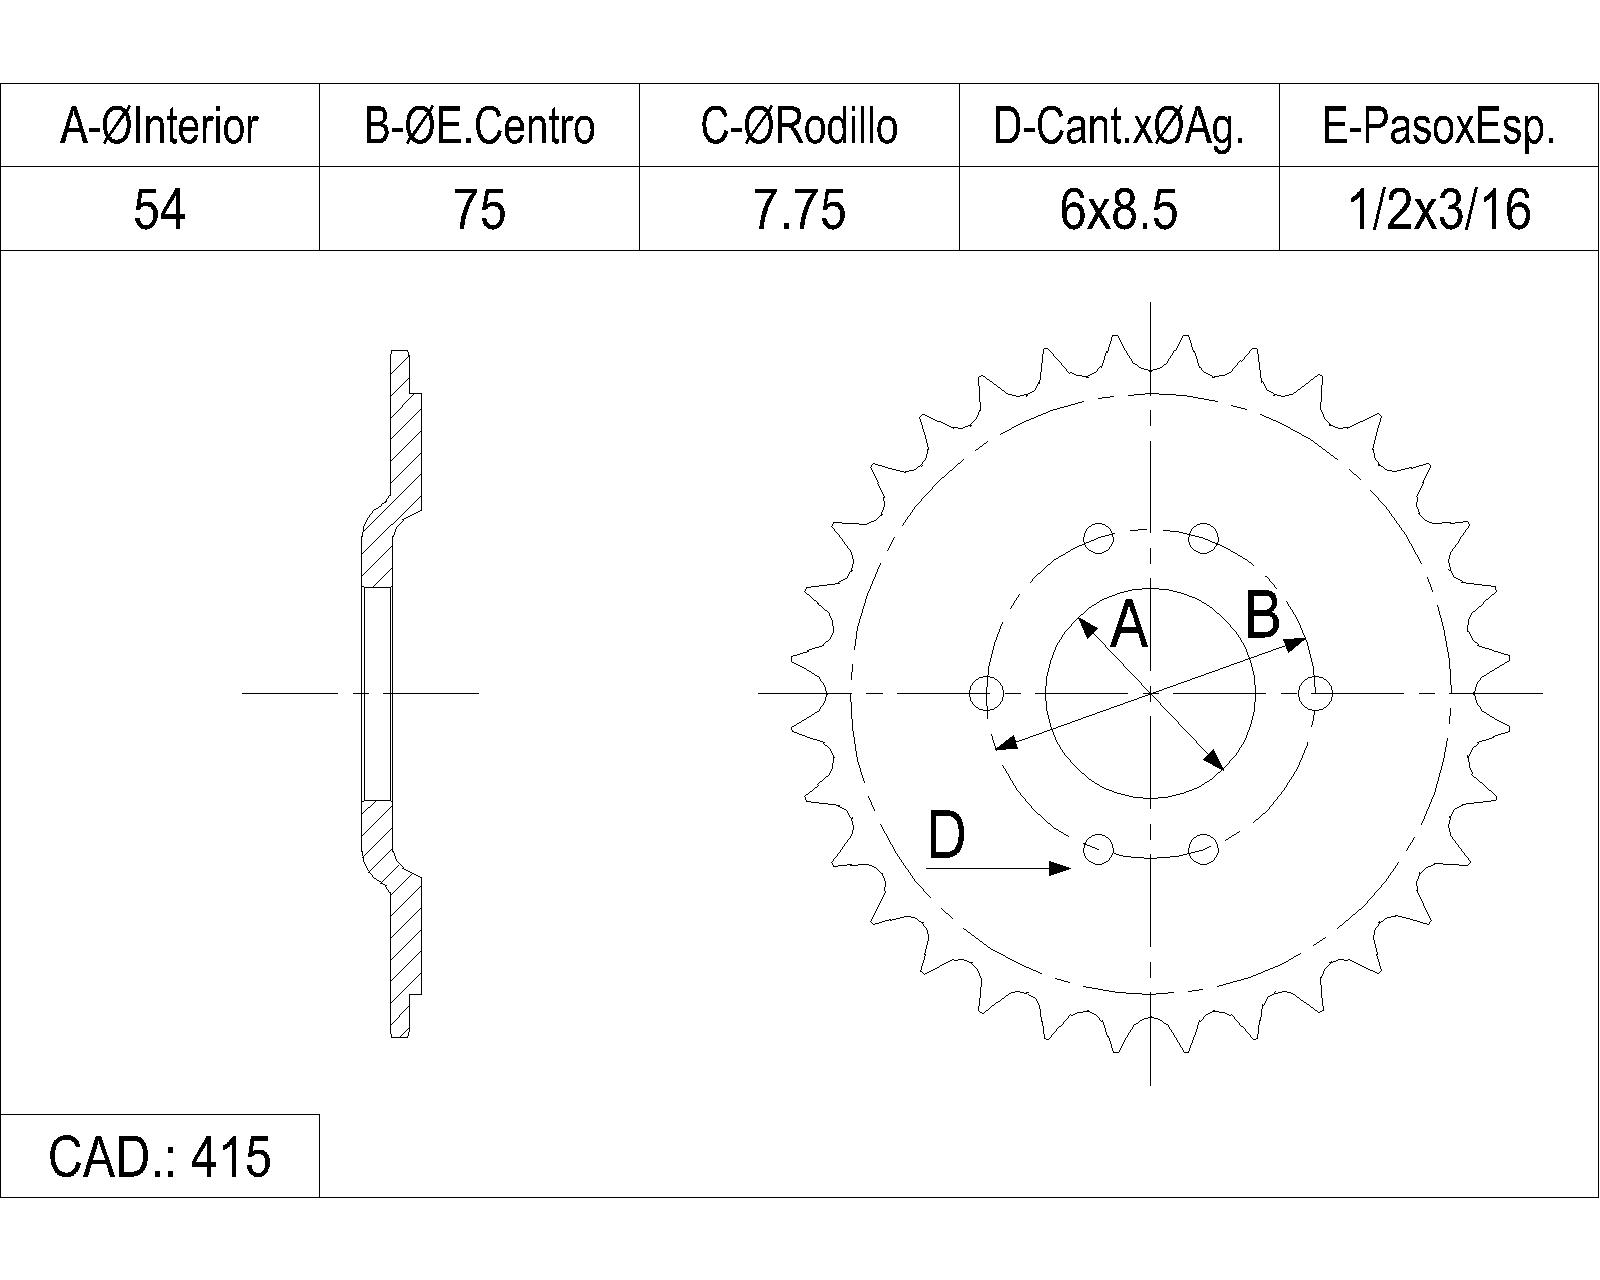 A-ØInterior B-ØE.Centro C-ØRodillo D-Cant.xØAg. E-PasoxEsp.
54 75 7.75 6x8.5 1/2x3/16
A
B
D
CAD.: 415